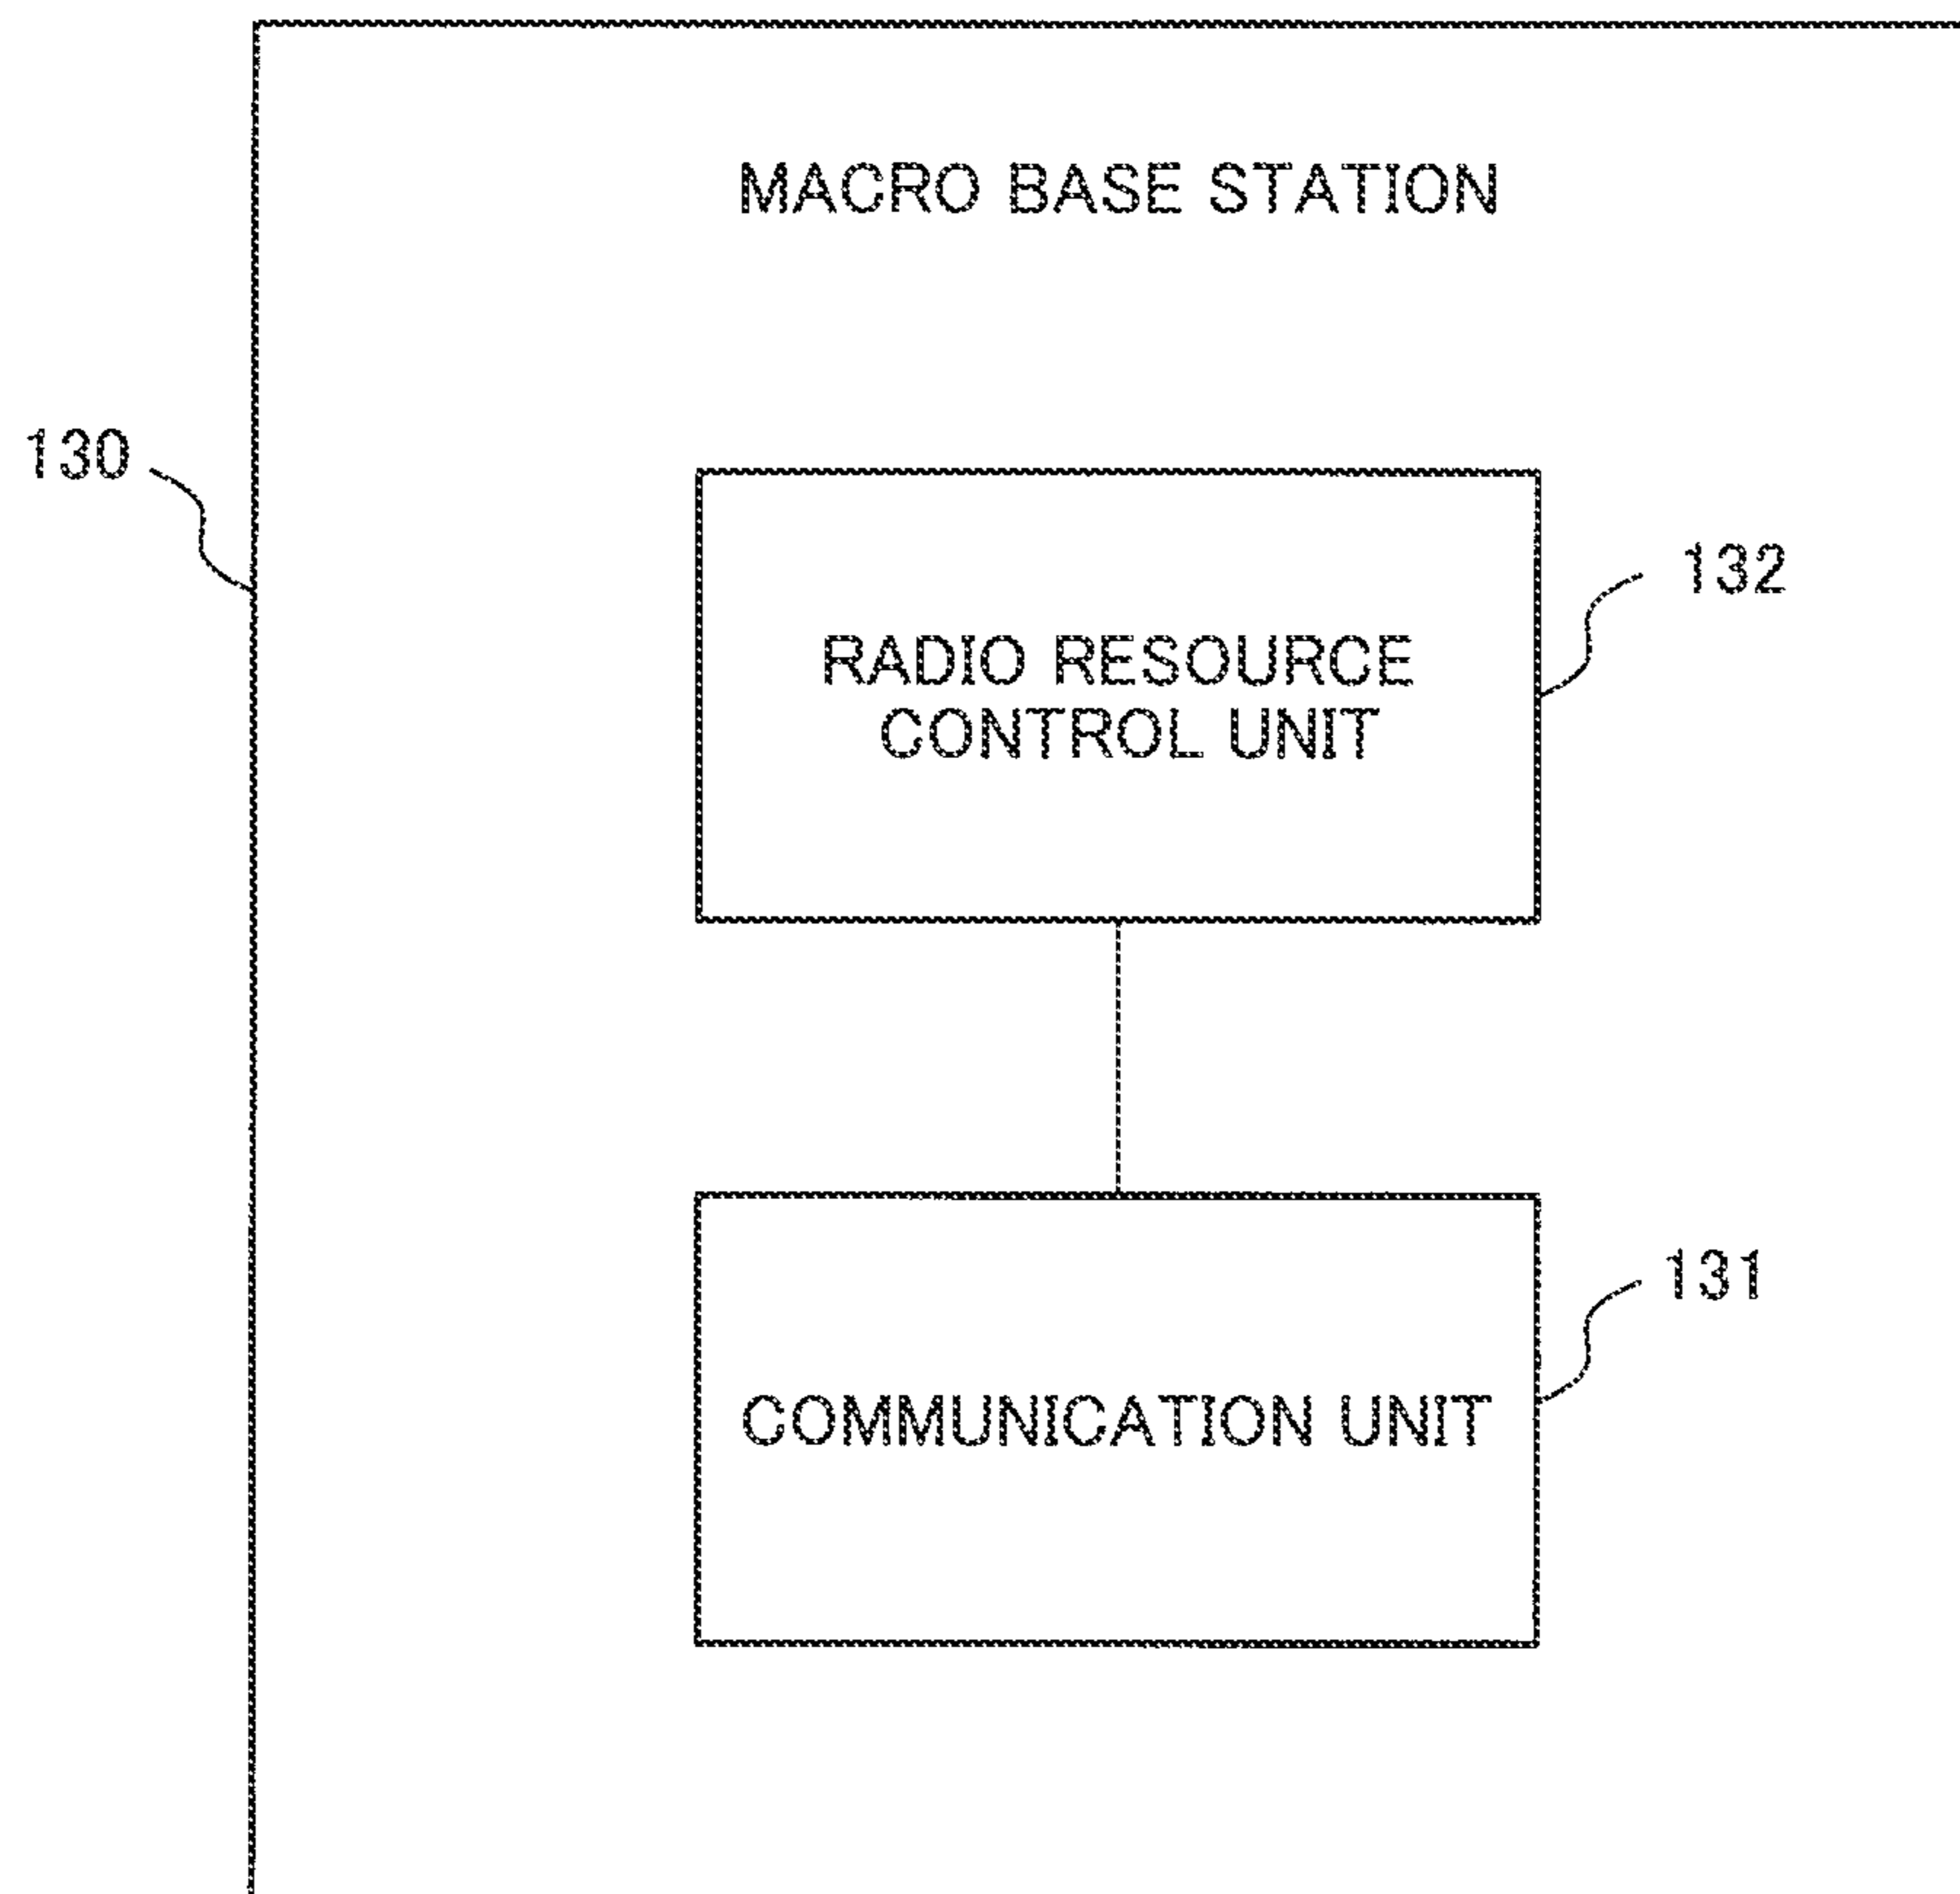 MACRO BASE STATION
130
132
RADIO RESOURCE
CONTROL UNIT
131
COMMUNICATION UNIT